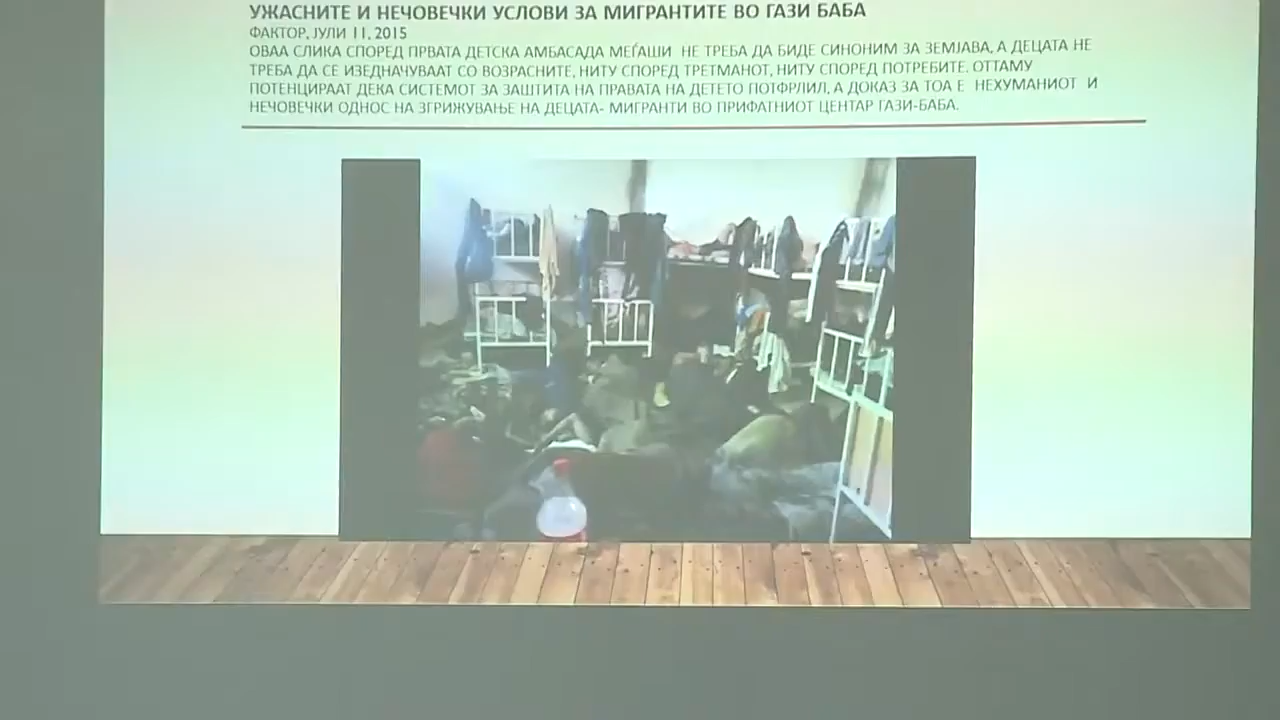 УЖАСНИТЕ И НЕЧОВЕЧКИ УСЛОВИ ЗА МИГРАНТИТЕ ВО ГАЗИ БАБА
ФАКТОР, ЈУЛИ 11, 2015
ОВАА СЛИКА СПОРЕД ПРВАТА ДЕТСКА АМБАСАДА МЕЃАШИ НЕ ТРЕБА ДА БИДЕ СИНОНИМ ЗА ЗЕМЈАВА, А ДЕЦАТА НЕ
ТРЕБА ДА СЕ ИЗЕДНАЧУВААТ СО ВОЗРАСНИТЕ, НИТУ СПОРЕД ТРЕТМАНОТ, НИТУ СПОРЕД ПОТРЕБИТЕ. ОТТАМУ
ПОТЕНЦИРААТ ДЕКА СИСТЕМОТ ЗА ЗАШТИТА НА ПРАВАТА НА ДЕТЕТО ПОТФРЛИЛ, А ДОКАЗ ЗА ТОА Е НЕХУМАНИОТ И
НЕЧОВЕЧКИ ОДНОС НА ЗГРИЖУВАЊЕ НА ДЕЦАТА- МИГРАНТИ ВО ПРИФАТНИОТ ЦЕНТАР ГАЗИ-БАБА.